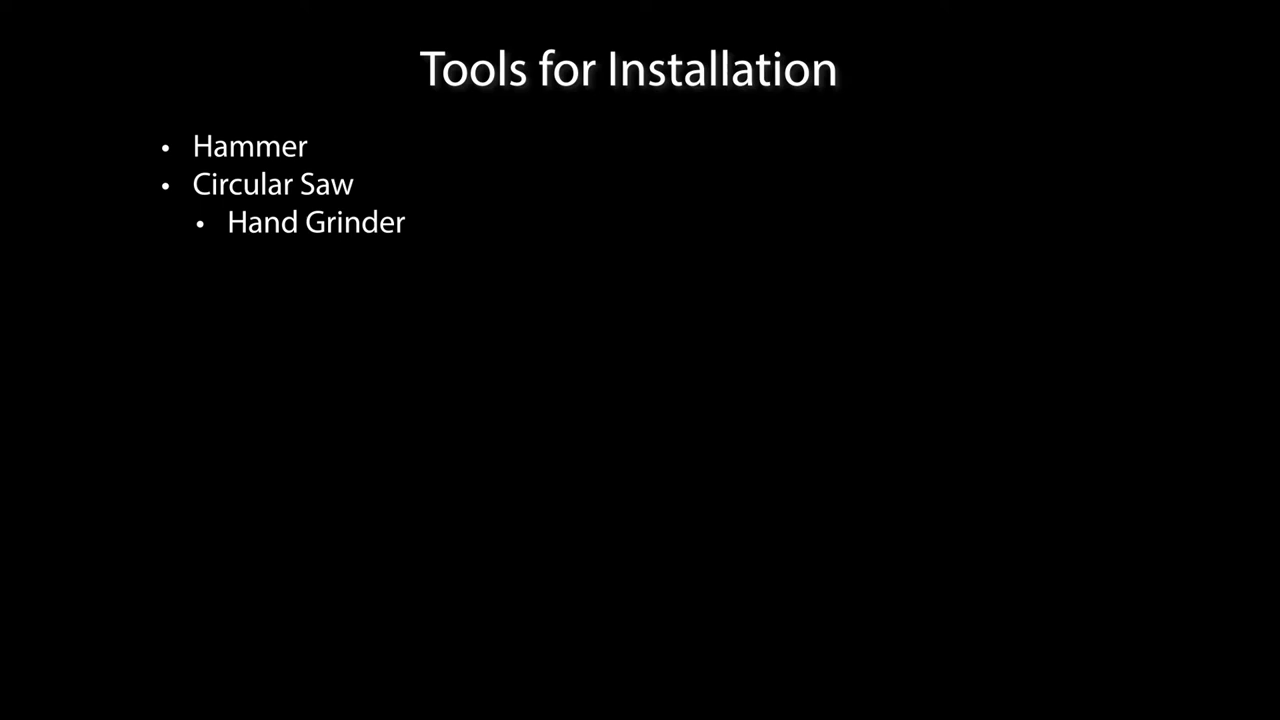 Tools for Installation
• Hammer
• Circular Saw
• Hand Grinder